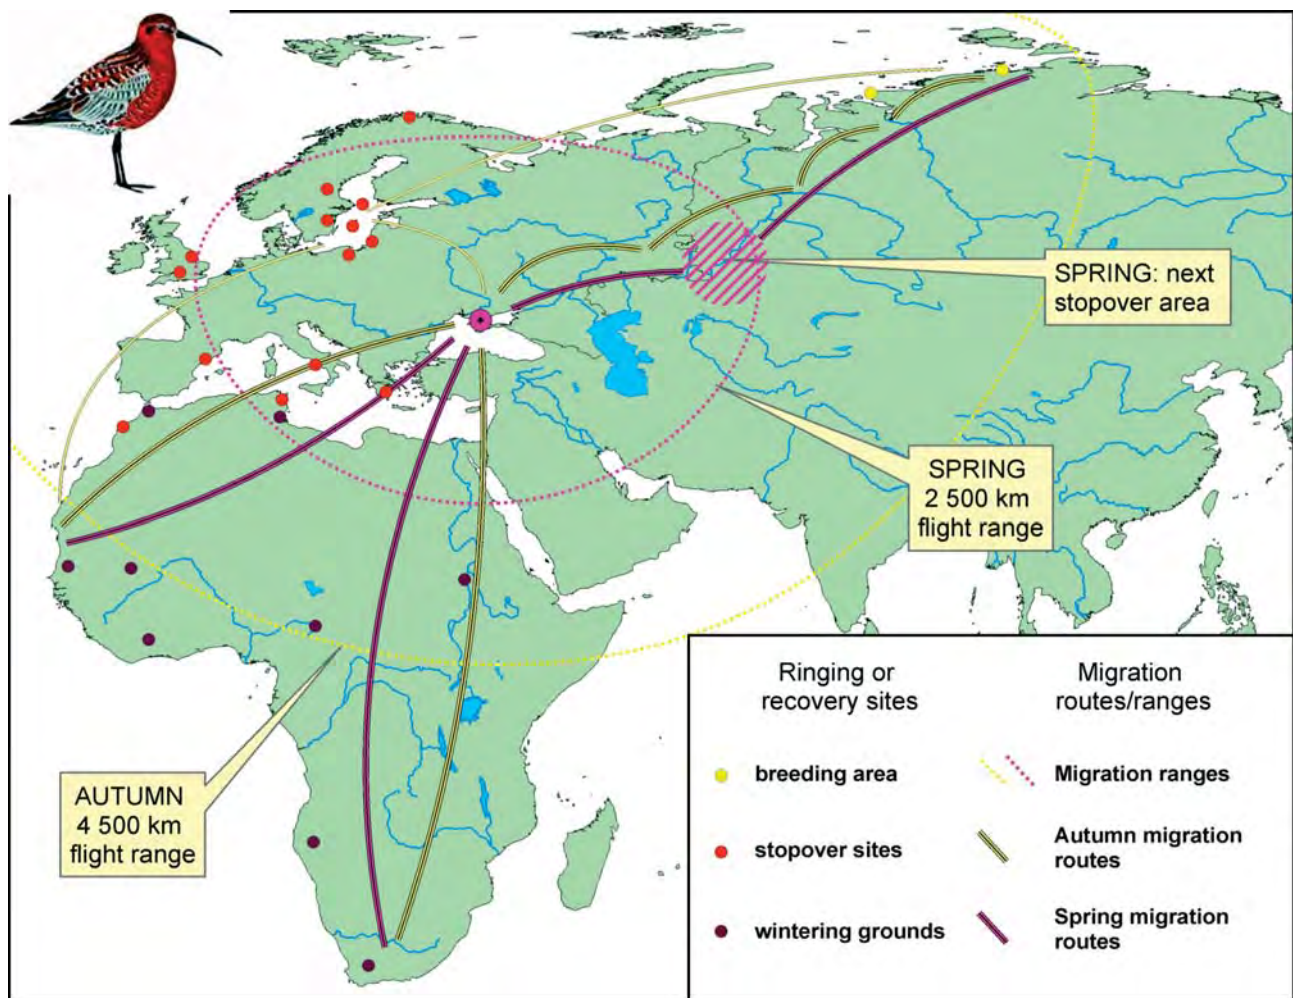 SPRING: next
stopover area
SPRING
2 500 km
flight range
AUTUMN
4 500 km
flight range
Ringing or
recovery sites
breeding area
stopover sites
wintering grounds
Migration
routes/ranges
Migration ranges
Autumn migration
routes
Spring migration
routes